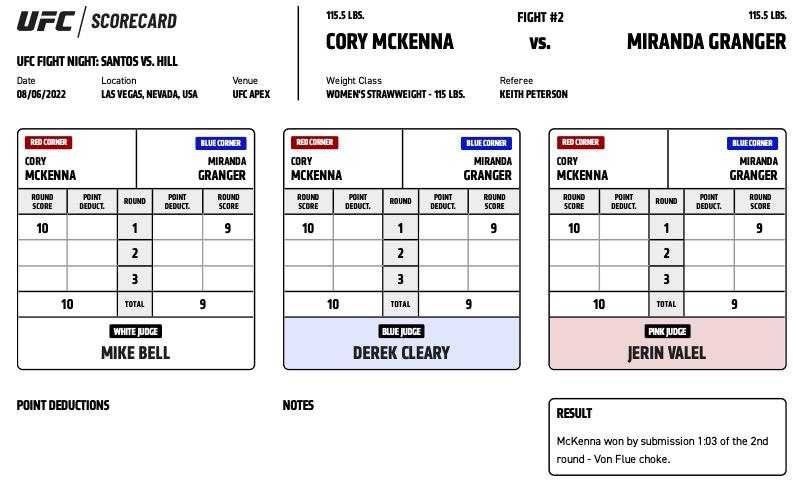 UFC / SCORECARD
UFC FIGHT NIGHT: SANTOS VS. HILL
Date Location Venue
08/06/2022 LAS VEGAS, NEVADA, USA UFC APEX
115.5 LBS. FIGHT #2 115.5 LBS.
CORY MCKENNA vs. MIRANDA GRANGER
Weight Class Referee
WOMEN'S STRAWWEIGHT - 115 LBS. KEITH PETERSON
RED CORNER BLUE CORNER
CORY MIRANDA
MCKENNA GRANGER
ROUND POINT ROUND POINT ROUND
SCORE DEDUCT. DEDUCT. SCORE
10 1 9
2
3
10 TOTAL 9
WHITE JUDGE
MIKE BELL
RED CORNER BLUE CORNER
CORY MIRANDA
MCKENNA GRANGER
ROUND POINT ROUND POINT ROUND
SCORE DEDUCT. DEDUCT. SCORE
10 1 9
2
3
10 TOTAL 9
BLUE JUDGE
DEREK CLEARY
RED CORNER BLUE CORNER
CORY MIRANDA
MCKENNA GRANGER
ROUND POINT ROUND POINT ROUND
SCORE DEDUCT. DEDUCT. SCORE
10 1 9
2
3
10 TOTAL 9
PINK JUDGE
JERIN VALEL
POINT DEDUCTIONS
NOTES
RESULT
McKenna won by submission 1:03 of the 2nd
round - Von Flue choke.